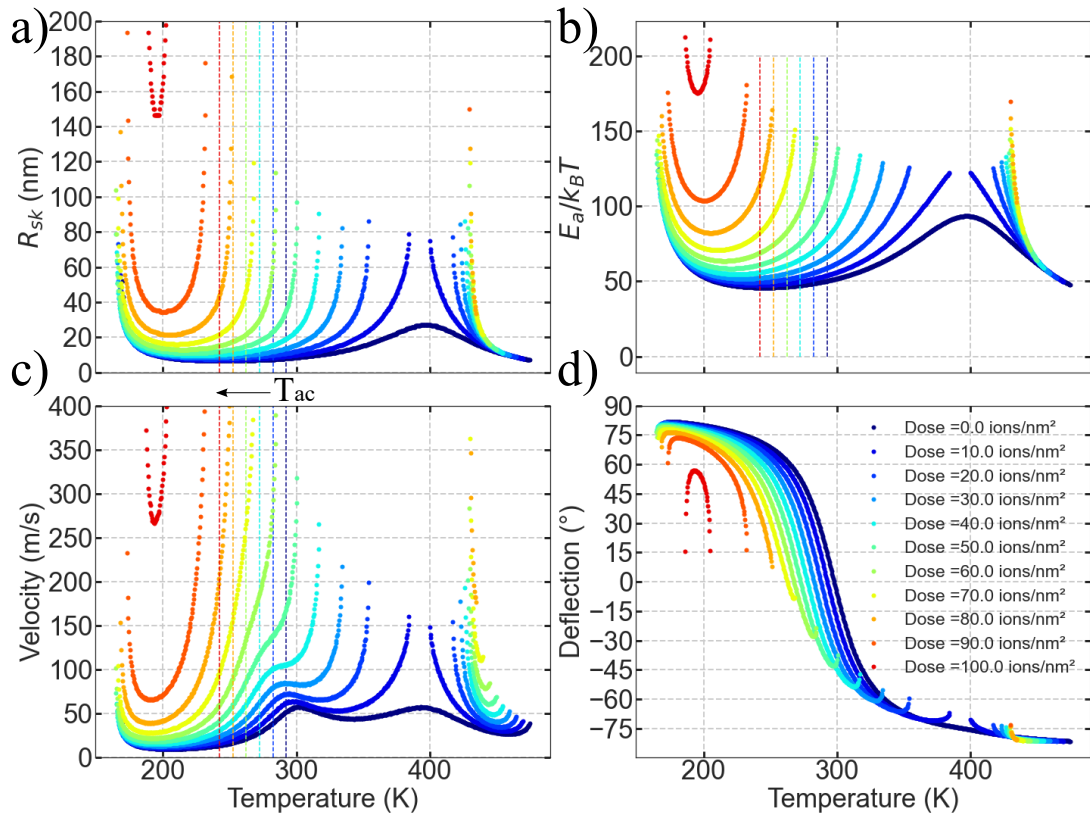 a)
200
180
160
140
120
100
80
60
40
20
0
R_sk (nm)
b)
200
150
100
50
0
E_a/k_BT
c)
T_ac
400
350
300
250
200
150
100
50
0
Velocity (m/s)
200
300
400
Temperature (K)
d)
90
75
60
45
30
15
0
−15
−30
−45
−60
−75
Deflection (°)
Dose =0.0 ions/nm²
Dose =10.0 ions/nm²
Dose =20.0 ions/nm²
Dose =30.0 ions/nm²
Dose =40.0 ions/nm²
Dose =50.0 ions/nm²
Dose =60.0 ions/nm²
Dose =70.0 ions/nm²
Dose =80.0 ions/nm²
Dose =90.0 ions/nm²
Dose =100.0 ions/nm²
200
300
400
Temperature (K)